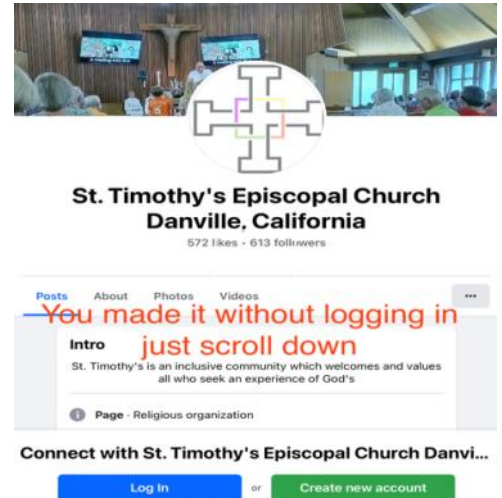 St. Timothy's Episcopal Church
Danville, California
572 likes • 613 followers
Posts About Photos Videos ...
You made it without logging in
just scroll down
Intro
St. Timothy's is an inclusive community which welcomes and values
all who seek an experience of God's
Page · Religious organization
Connect with St. Timothy's Episcopal Church Danvi...
Log In or Create new account